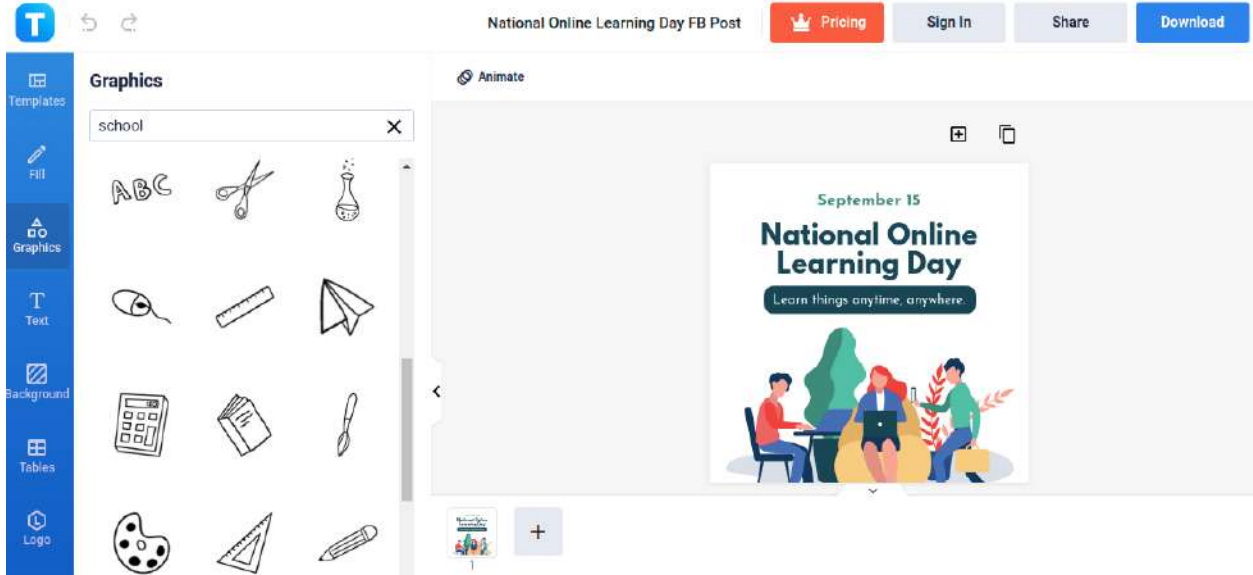 T
National Online Learning Day FB Post
Pricing
Sign In
Share
Download
Templates
Fill
Graphics
T
Text
Background
Tables
L
Logo
Graphics
school
ABC
Animate
September 15
National Online
Learning Day
Learn things anytime, anywhere.
1